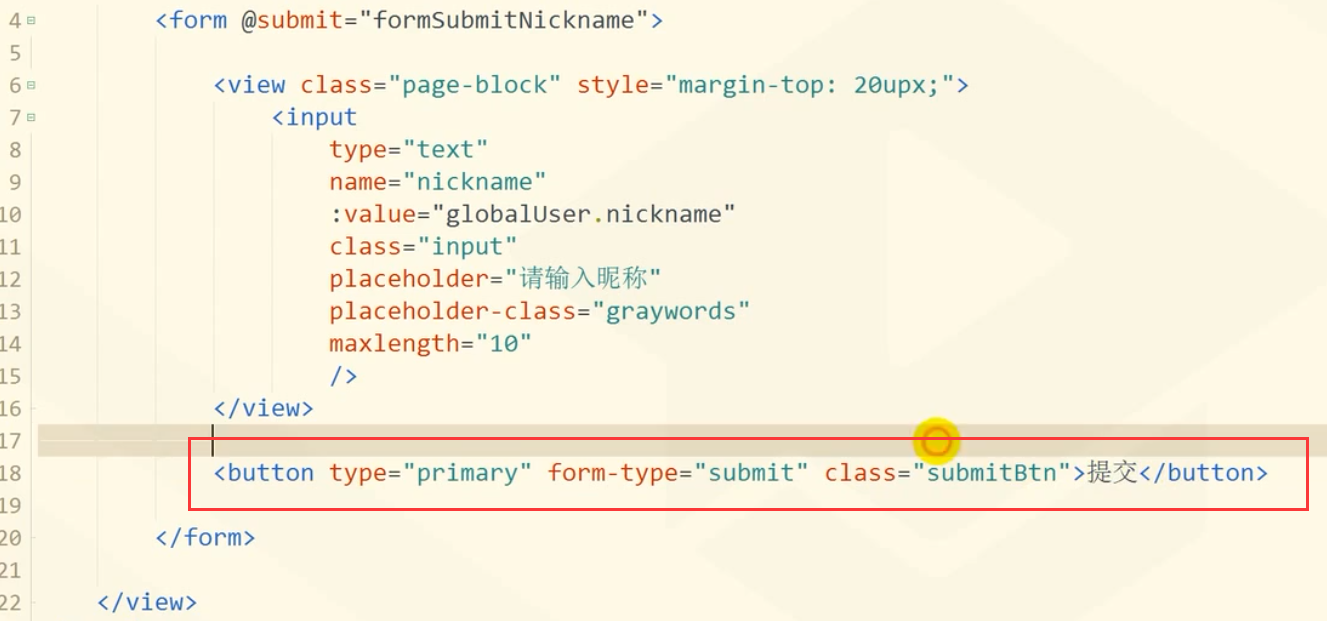 4 <form @submit="formSubmitNickname">
5
6 <view class="page-block" style="margin-top: 20upx;">
7 <input
8 type="text"
9 name="nickname"
10 :value="globalUser.nickname"
11 class="input"
12 placeholder="请输入昵称"
13 placeholder-class="graywords"
14 maxlength="10"
15 />
16 </view>
17
18 <button type="primary" form-type="submit" class="submitBtn">提交</button>
19
20 </form>
21
22 </view>